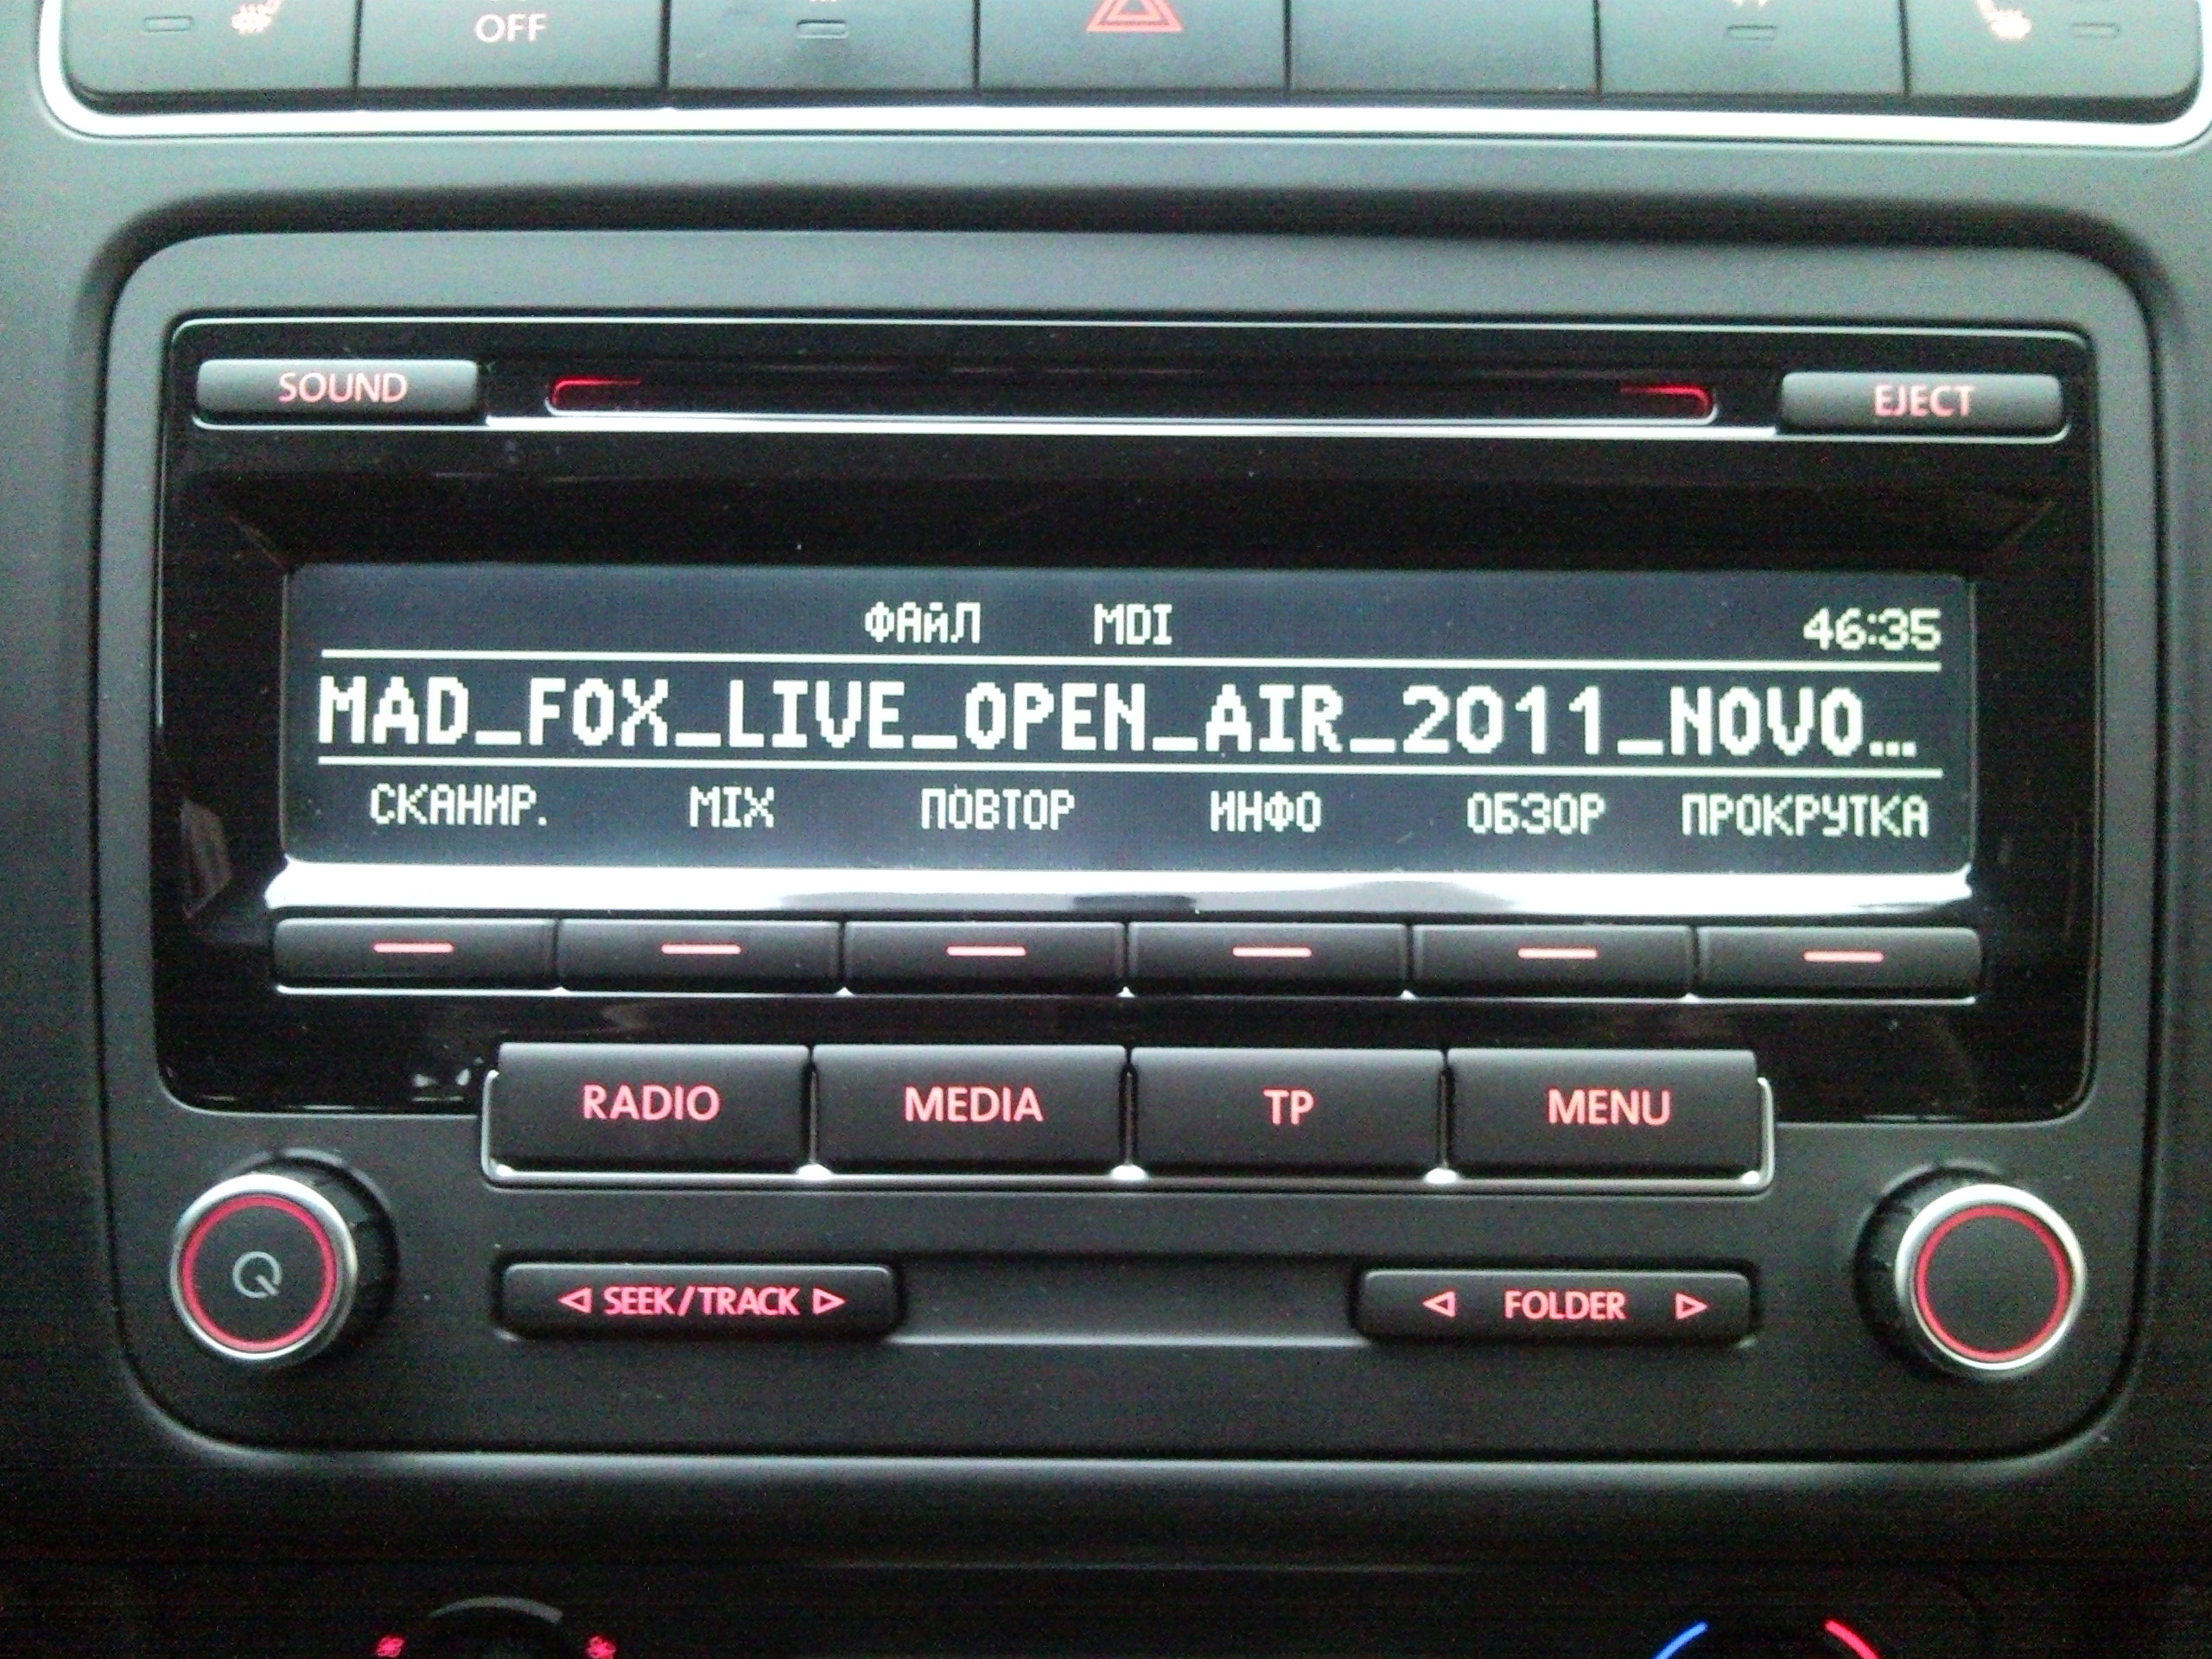 OFF
SOUND EJECT
ФАЙЛ MDI 46:35
MAD_FOX_LIVE_OPEN_AIR_2011_NOVO...
СКАНИР. MIX ПОВТОР ИНФО ОБЗОР ПРОКРУТКА
RADIO MEDIA TP MENU
SEEK/TRACK FOLDER